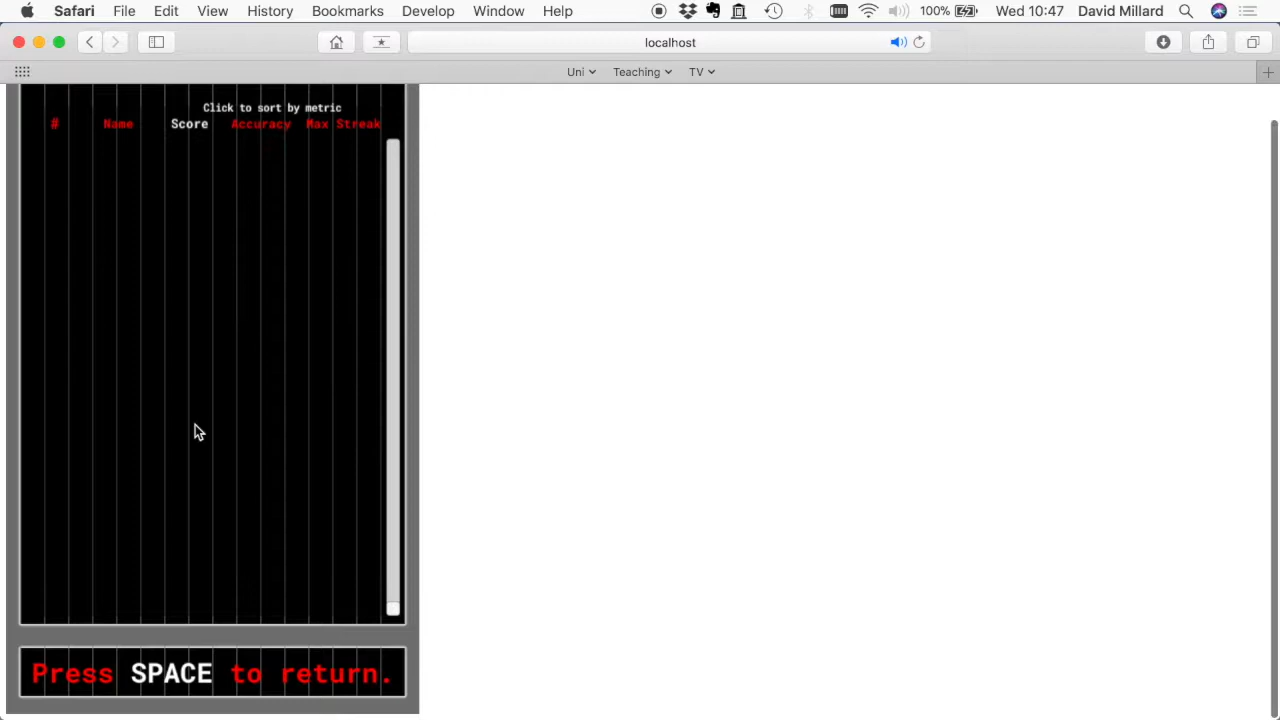 Safari File Edit View History Bookmarks Develop Window Help 100% Wed 10:47 David Millard
localhost
Uni Teaching TV
Click to sort by metric
# Name Score Accuracy Max Streak
Press SPACE to return.